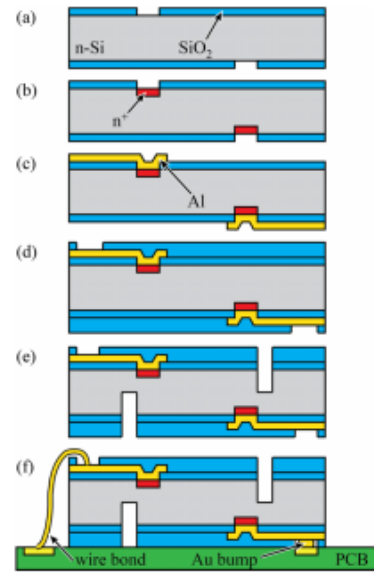 (a)
n-Si
SiO₂
(b)
n⁺
(c)
Al
(d)
(e)
(f)
wire bond
Au bump
PCB